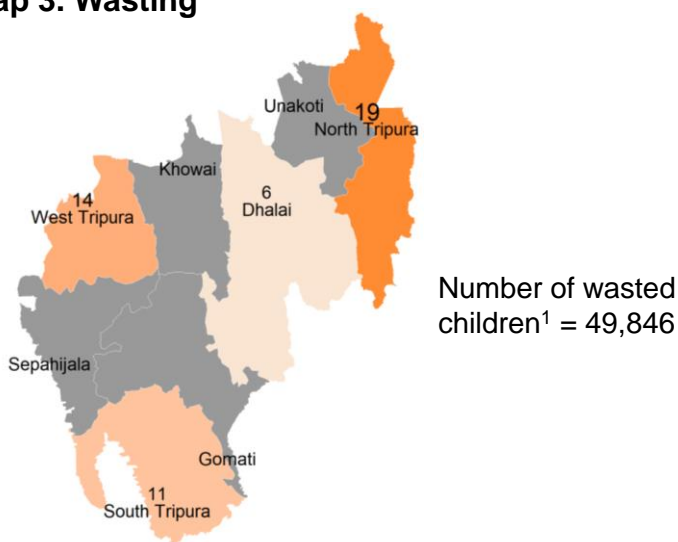 ap 3: Wasting
Unakoti
19
North Tripura
Khowai
6
Dhalai
14
West Tripura
Number of wasted
children¹ = 49,846
Sepahijala
Gomati
11
South Tripura